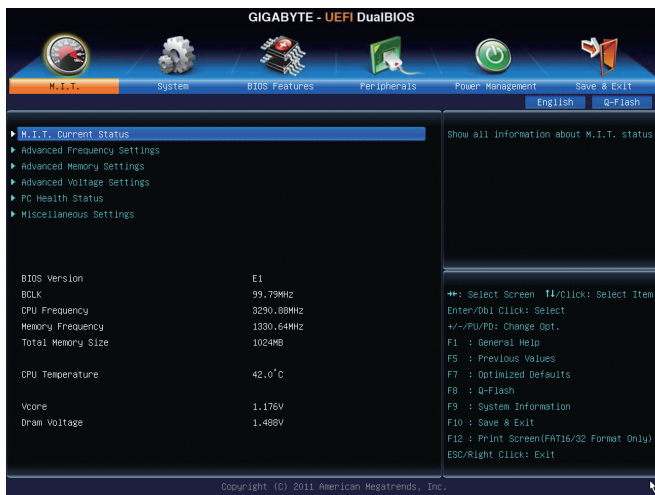 GIGABYTE - UEFI DualBIOS
M.I.T.
System
BIOS Features
Peripherals
Power Management
Save & Exit
English
Q-Flash
M.I.T. Current Status
Advanced Frequency Settings
Advanced Memory Settings
Advanced Voltage Settings
PC Health Status
Miscellaneous Settings
BIOS Version E1
BCLK 99.79MHz
CPU Frequency 3290.88MHz
Memory Frequency 1330.64MHz
Total Memory Size 1024MB
CPU Temperature 42.0°C
Vcore 1.176V
Dram Voltage 1.488V
Show all information about M.I.T. status
→←: Select Screen ↑↓/Click: Select Item
Enter/Dbl Click: Select
+/-/PU/PD: Change Opt.
F1 : General Help
F5 : Previous Values
F7 : Optimized Defaults
F8 : Q-Flash
F9 : System Information
F10 : Save & Exit
F12 : Print Screen(FAT16/32 Format Only)
ESC/Right Click: Exit
Copyright (C) 2011 American Megatrends, Inc.